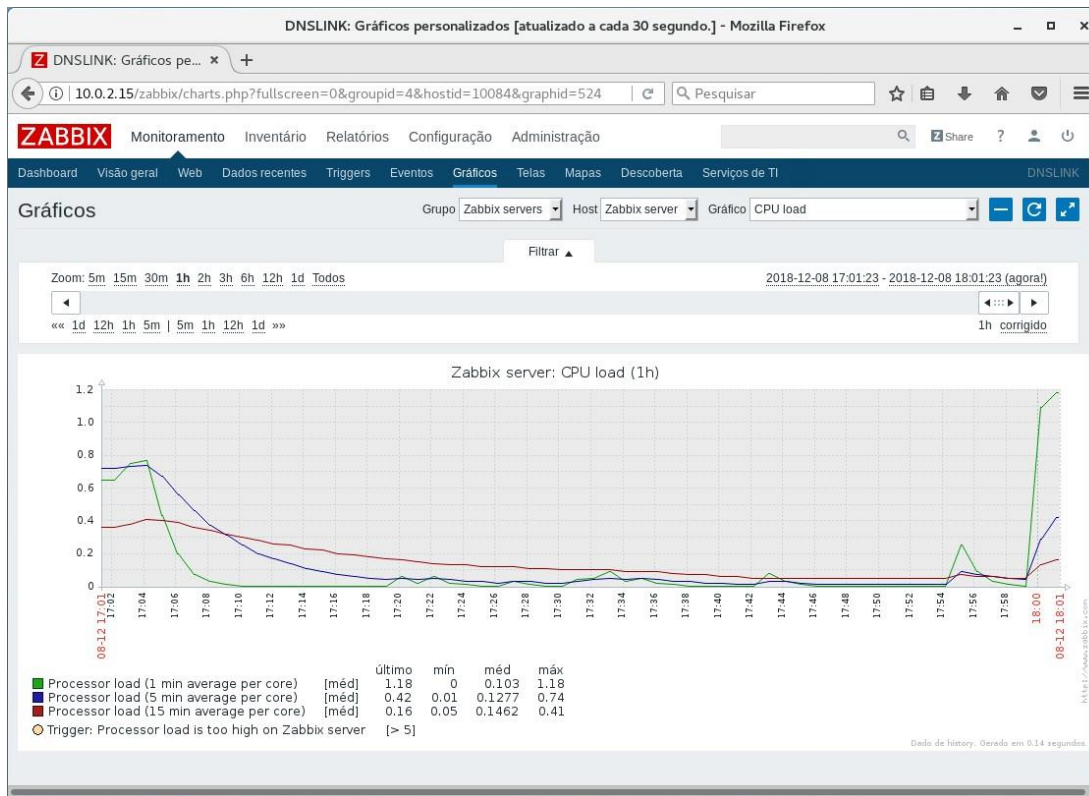 DNSLINK: Gráficos personalizados [atualizado a cada 30 segundo.] - Mozilla Firefox
Z DNSLINK: Gráficos pe... × +
10.0.2.15/zabbix/charts.php?fullscreen=0&groupid=4&hostid=10084&graphid=524 Pesquisar
ZABBIX Monitoramento Inventário Relatórios Configuração Administração Z Share ?
Dashboard Visão geral Web Dados recentes Triggers Eventos Gráficos Telas Mapas Descoberta Serviços de TI DNSLINK
Gráficos Grupo Zabbix servers Host Zabbix server Gráfico CPU load
Filtrar ▲
Zoom: 5m 15m 30m 1h 2h 3h 6h 12h 1d Todos 2018-12-08 17:01:23 - 2018-12-08 18:01:23 (agora!)
«« 1d 12h 1h 5m | 5m 1h 12h 1d »» 1h corrigido
Zabbix server: CPU load (1h)
1.2
1.0
0.8
0.6
0.4
0.2
0
08-12 17:01 17:02 17:04 17:06 17:08 17:10 17:12 17:14 17:16 17:18 17:20 17:22 17:24 17:26 17:28 17:30 17:32 17:34 17:36 17:38 17:40 17:42 17:44 17:46 17:48 17:50 17:52 17:54 17:56 17:58 18:00 08-12 18:01
http://www.zabbix.com
último mín méd máx
Processor load (1 min average per core) [méd] 1.18 0 0.103 1.18
Processor load (5 min average per core) [méd] 0.42 0.01 0.1277 0.74
Processor load (15 min average per core) [méd] 0.16 0.05 0.1462 0.41
Trigger: Processor load is too high on Zabbix server [> 5]
Dado de history. Gerado em 0.14 segundos.